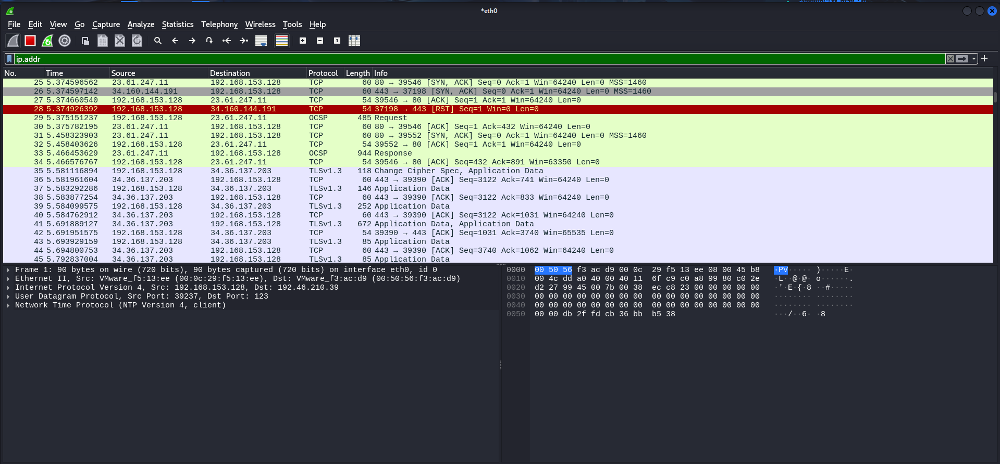 *eth0
File Edit View Go Capture Analyze Statistics Telephony Wireless Tools Help
ip.addr
No. Time Source Destination Protocol Length Info
25 5.374596562 23.61.247.11 192.168.153.128 TCP 60 80 → 39546 [SYN, ACK] Seq=0 Ack=1 Win=64240 Len=0 MSS=1460
26 5.374597142 34.160.144.191 192.168.153.128 TCP 60 443 → 37198 [SYN, ACK] Seq=0 Ack=1 Win=64240 Len=0 MSS=1460
27 5.374660540 192.168.153.128 23.61.247.11 TCP 54 39546 → 80 [ACK] Seq=1 Ack=1 Win=64240 Len=0
28 5.374926392 192.168.153.128 34.160.144.191 TCP 54 37198 → 443 [RST] Seq=1 Win=0 Len=0
29 5.375151237 192.168.153.128 23.61.247.11 OCSP 485 Request
30 5.375782195 23.61.247.11 192.168.153.128 TCP 60 80 → 39546 [ACK] Seq=1 Ack=432 Win=64240 Len=0
31 5.458323903 23.61.247.11 192.168.153.128 TCP 60 80 → 39552 [SYN, ACK] Seq=0 Ack=1 Win=64240 Len=0 MSS=1460
32 5.458403626 192.168.153.128 23.61.247.11 TCP 54 39552 → 80 [ACK] Seq=1 Ack=1 Win=64240 Len=0
33 5.466453629 23.61.247.11 192.168.153.128 OCSP 944 Response
34 5.466576767 192.168.153.128 23.61.247.11 TCP 54 39546 → 80 [ACK] Seq=432 Ack=891 Win=63350 Len=0
35 5.581116894 192.168.153.128 34.36.137.203 TLSv1.3 118 Change Cipher Spec, Application Data
36 5.581961604 34.36.137.203 192.168.153.128 TCP 60 443 → 39390 [ACK] Seq=3122 Ack=741 Win=64240 Len=0
37 5.583292286 192.168.153.128 34.36.137.203 TLSv1.3 146 Application Data
38 5.583877254 34.36.137.203 192.168.153.128 TCP 60 443 → 39390 [ACK] Seq=3122 Ack=833 Win=64240 Len=0
39 5.584099575 192.168.153.128 34.36.137.203 TLSv1.3 252 Application Data
40 5.584762912 34.36.137.203 192.168.153.128 TCP 60 443 → 39390 [ACK] Seq=3122 Ack=1031 Win=64240 Len=0
41 5.691889127 34.36.137.203 192.168.153.128 TLSv1.3 672 Application Data, Application Data
42 5.691951575 192.168.153.128 34.36.137.203 TCP 54 39390 → 443 [ACK] Seq=1031 Ack=3740 Win=65535 Len=0
43 5.693929159 192.168.153.128 34.36.137.203 TLSv1.3 85 Application Data
44 5.694800753 34.36.137.203 192.168.153.128 TCP 60 443 → 39390 [ACK] Seq=3740 Ack=1062 Win=64240 Len=0
45 5.792837004 34.36.137.203 192.168.153.128 TLSv1.3 85 Application Data
Frame 1: 90 bytes on wire (720 bits), 90 bytes captured (720 bits) on interface eth0, id 0
Ethernet II, Src: VMware_f5:13:ee (00:0c:29:f5:13:ee), Dst: VMware_f3:ac:d9 (00:50:56:f3:ac:d9)
Internet Protocol Version 4, Src: 192.168.153.128, Dst: 192.46.210.39
User Datagram Protocol, Src Port: 39237, Dst Port: 123
Network Time Protocol (NTP Version 4, client)
0000 00 50 56 f3 ac d9 00 0c 29 f5 13 ee 08 00 45 b8 ·PV····· )·····E·
0010 00 4c dd a0 40 00 40 11 6f c9 c0 a8 99 80 c0 2e ·L··@·@· o······.
0020 d2 27 99 45 00 7b 00 38 ec c8 23 00 00 00 00 00 ·'·E·{·8 ··#·····
0030 00 00 00 00 00 00 00 00 00 00 00 00 00 00 00 00 ········ ········
0040 00 00 00 00 00 00 00 00 00 00 00 00 00 00 00 00 ········ ········
0050 00 00 db 2f fd cb 36 bb b5 38 ···/··6· ·8